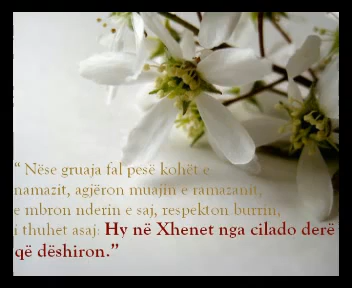 “ Nëse gruaja fal pesë kohët e
namazit, agjëron muajin e ramazanit,
e mbron nderin e saj, respekton burrin,
i thuhet asaj: Hy në Xhenet nga cilado derë
që dëshiron.”